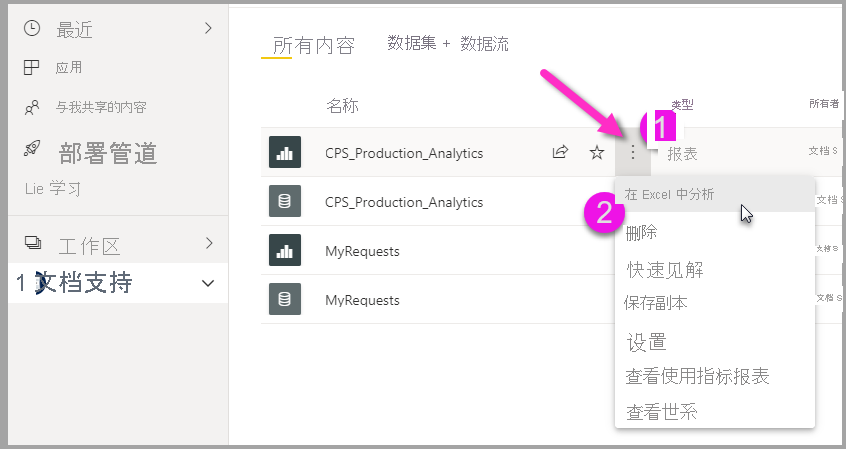 最近
应用
与我共享的内容
部署管道
Lie 学习
工作区
1 文档支持
所有内容 数据集 + 数据流
名称 类型 所有者
CPS_Production_Analytics 报表 文档 S
CPS_Production_Analytics 文档 S
MyRequests 文档 S
MyRequests 文档 S
1
2
在 Excel 中分析
删除
快速见解
保存副本
设置
查看使用指标报表
查看世系